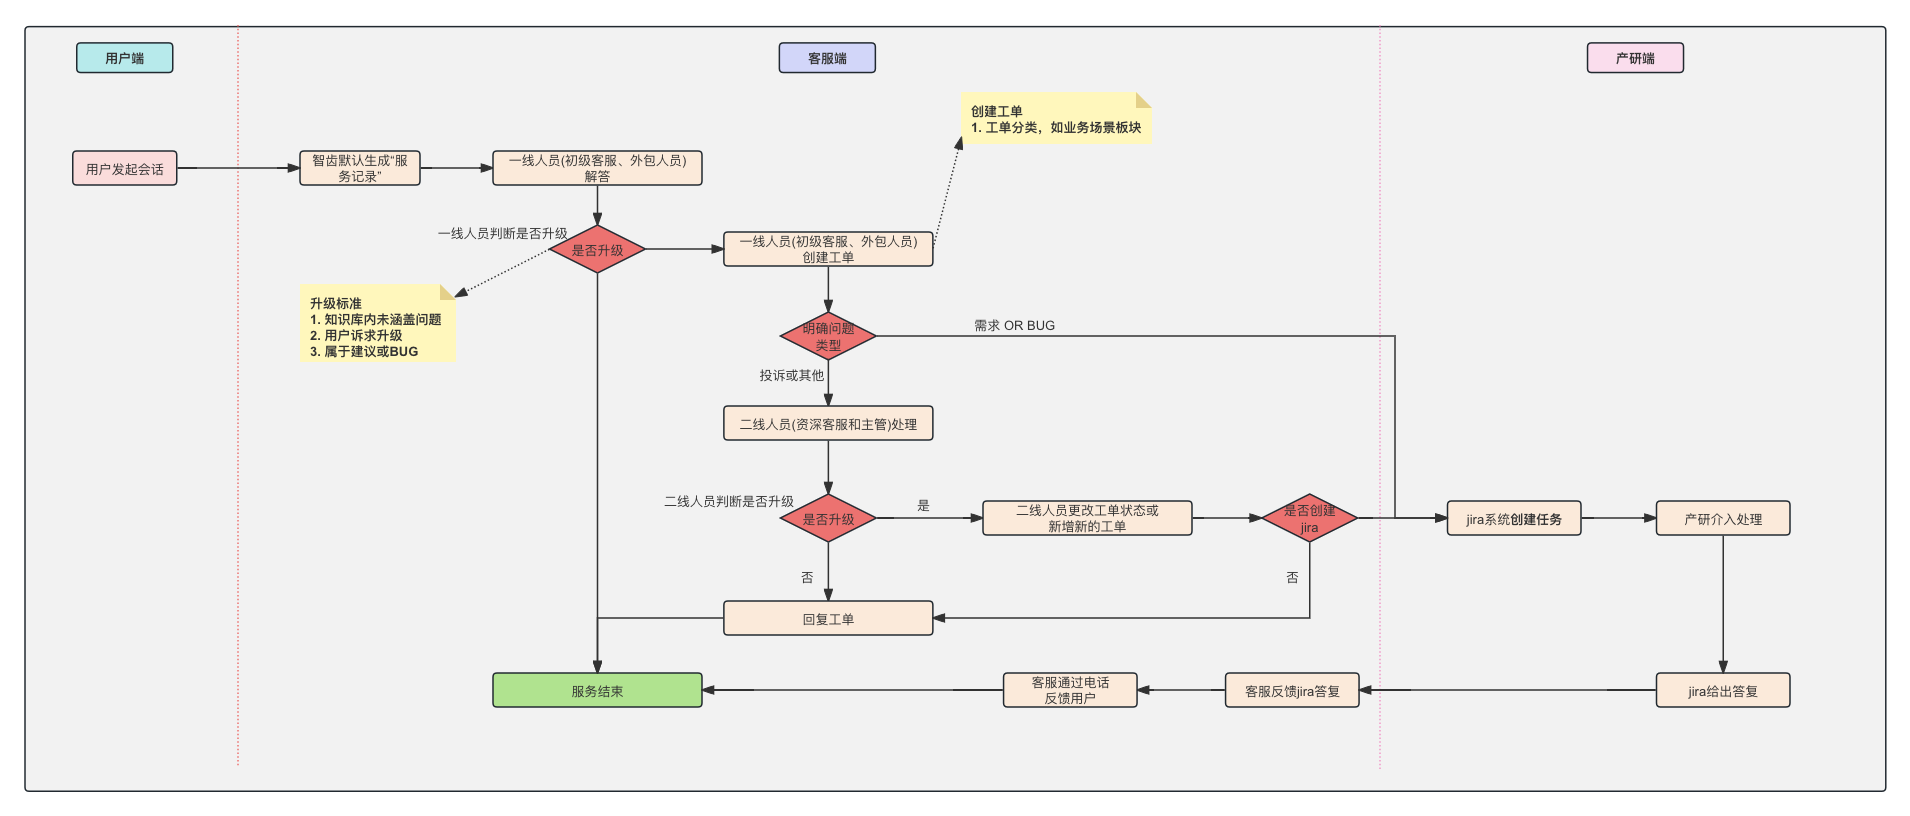 用户端
客服端
产研端
创建工单
1. 工单分类，如业务场景板块
用户发起会话
智齿默认生成“服
务记录”
一线人员(初级客服、外包人员)
解答
一线人员判断是否升级
是否升级
一线人员(初级客服、外包人员)
创建工单
升级标准
1. 知识库内未涵盖问题
2. 用户诉求升级
3. 属于建议或BUG
明确问题
类型
需求 OR BUG
投诉或其他
二线人员(资深客服和主管)处理
二线人员判断是否升级
是否升级
是
二线人员更改工单状态或
新增新的工单
是否创建
jira
jira系统创建任务
产研介入处理
否
否
回复工单
服务结束
客服通过电话
反馈用户
客服反馈jira答复
jira给出答复